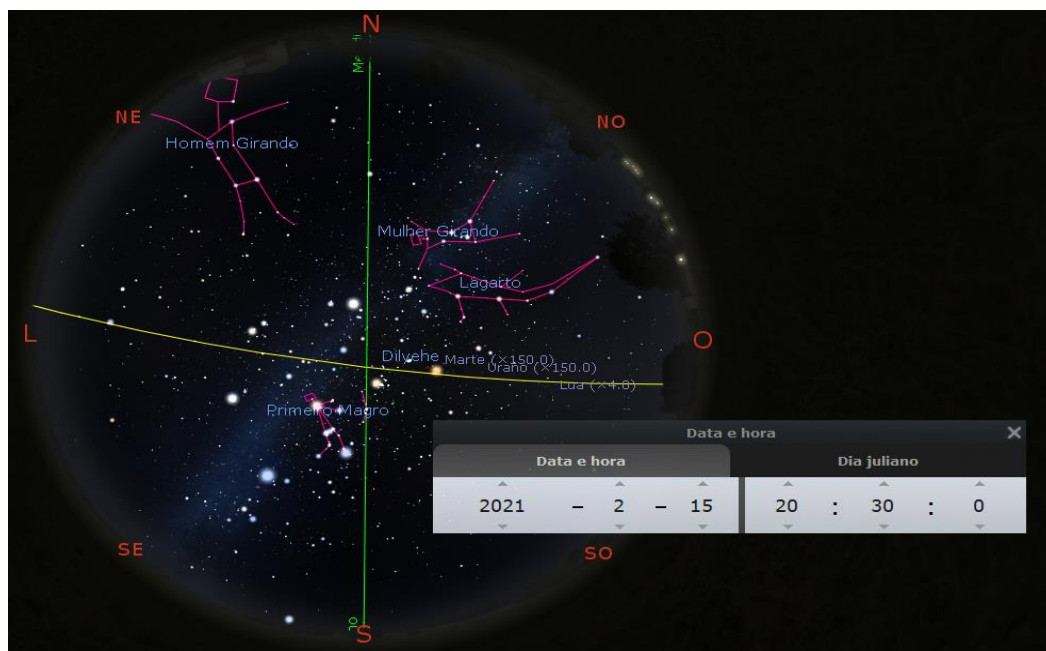 N
NE
NO
Homem Girando
Mulher Girando
Lagarto
L
O
Dilyehe
Marte (×150.0)
Urano (×150.0)
Lua (×4.0)
Primeiro Magro
Data e hora
Data e hora
Dia juliano
2021 – 2 – 15 20 : 30 : 0
SE
SO
S